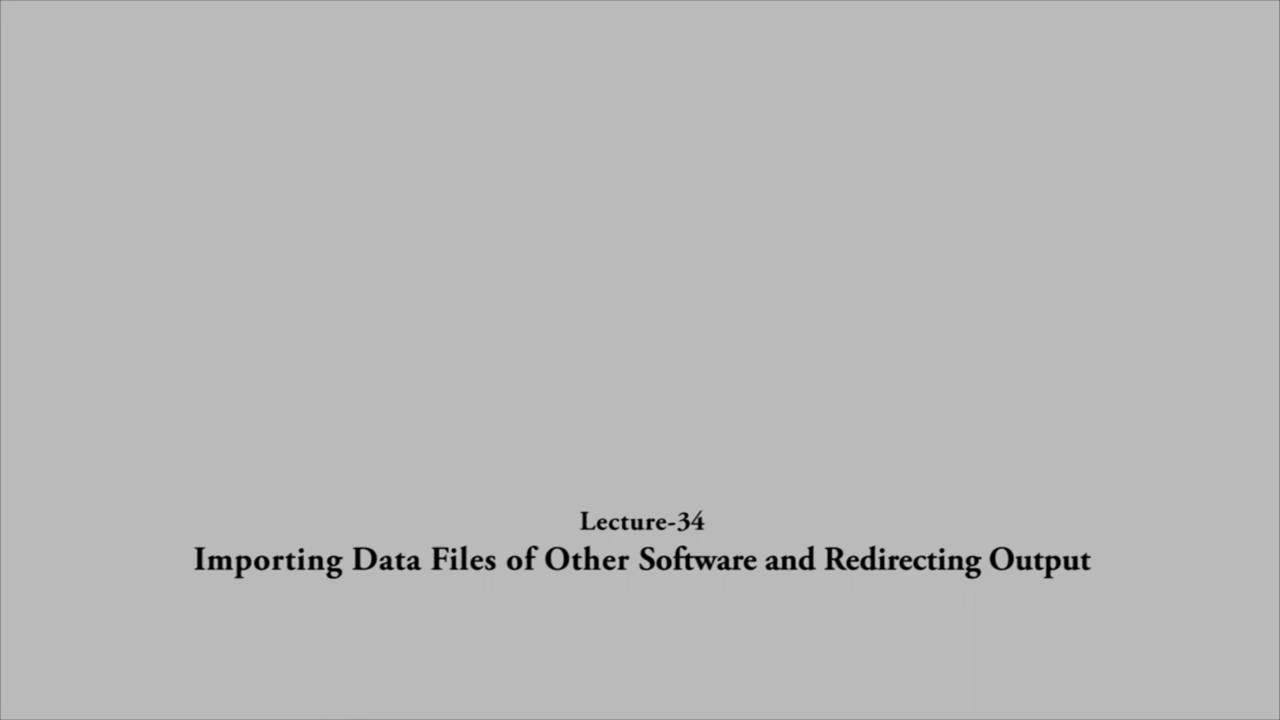 Lecture-34
Importing Data Files of Other Software and Redirecting Output